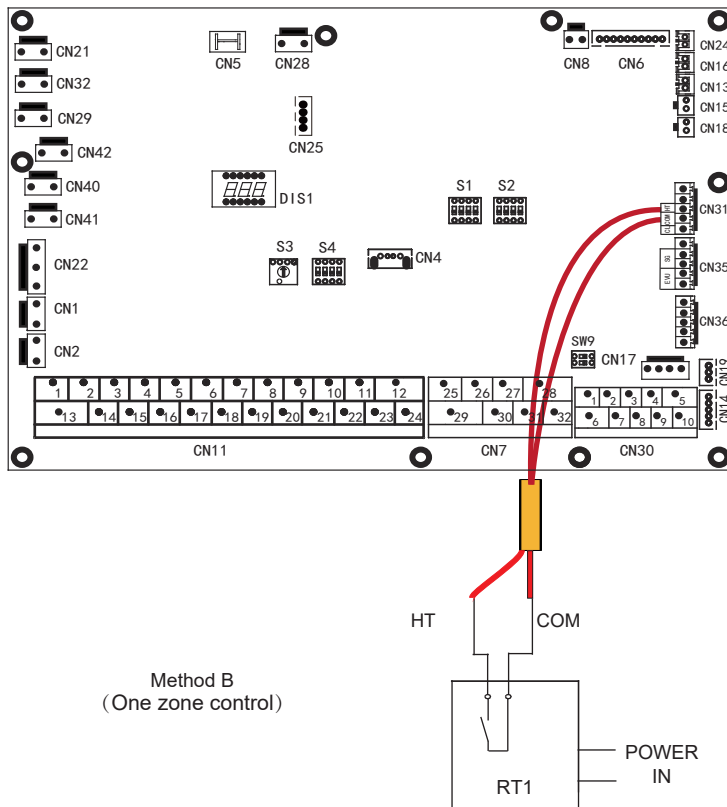 CN21
CN32
CN29
CN42
CN40
CN41
CN22
CN1
CN2
CN5
CN28
CN25
DIS1
S1
S2
S3
S4
CN4
CN8
CN6
CN24
CN16
CN13
CN15
CN18
HT
COM
CL
CN31
SG
EVU
CN35
CN36
SW9
CN17
CN19
CN14
1 2 3 4 5 6 7 8 9 10 11 12
13 14 15 16 17 18 19 20 21 22 23 24
CN11
25 26 27 28
29 30 31 32
CN7
1 2 3 4 5
6 7 8 9 10
CN30
HT
COM
Method B
(One zone control)
RT1
POWER
IN